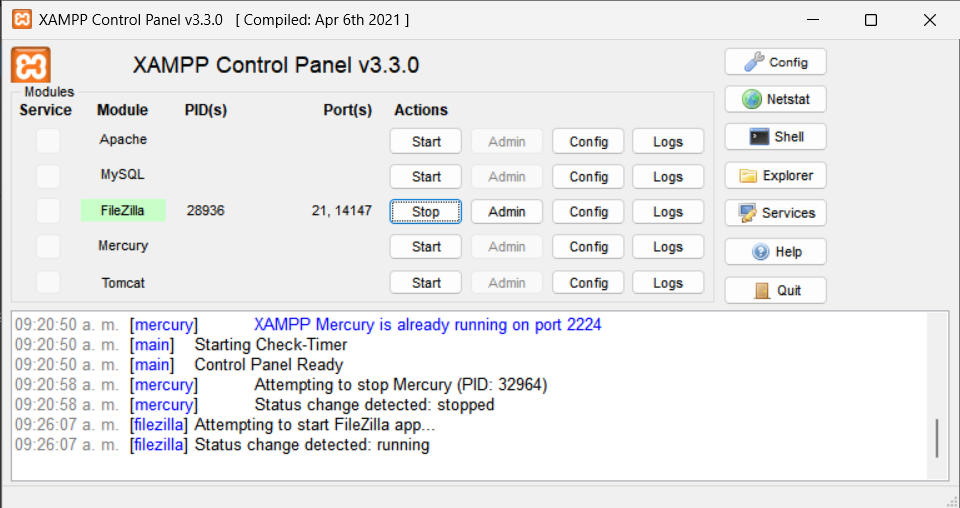 XAMPP Control Panel v3.3.0 [ Compiled: Apr 6th 2021 ]
XAMPP Control Panel v3.3.0
Config
Modules
Service Module PID(s) Port(s) Actions
Netstat
Apache Start Admin Config Logs
Shell
MySQL Start Admin Config Logs
Explorer
FileZilla 28936 21, 14147 Stop Admin Config Logs
Services
Mercury Start Admin Config Logs
Help
Tomcat Start Admin Config Logs
Quit
09:20:50 a. m. [mercury] XAMPP Mercury is already running on port 2224
09:20:50 a. m. [main] Starting Check-Timer
09:20:50 a. m. [main] Control Panel Ready
09:20:58 a. m. [mercury] Attempting to stop Mercury (PID: 32964)
09:20:58 a. m. [mercury] Status change detected: stopped
09:26:07 a. m. [filezilla] Attempting to start FileZilla app...
09:26:07 a. m. [filezilla] Status change detected: running